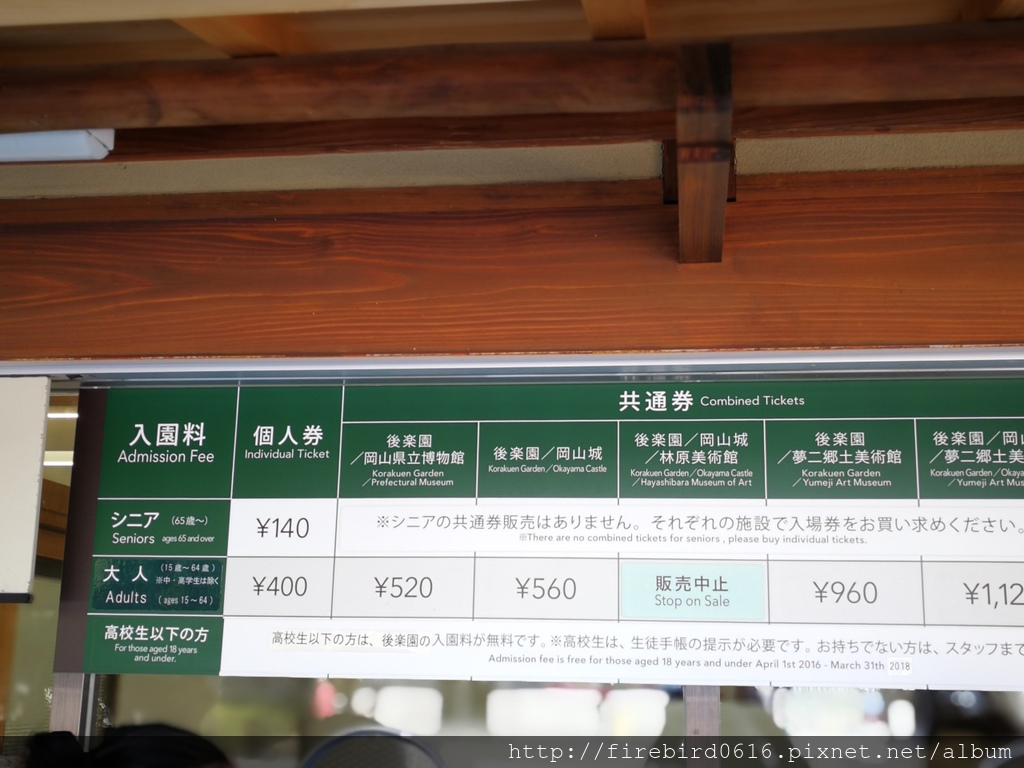 入園料
Admission Fee
個人券
Individual Ticket
共通券 Combined Tickets
後楽園
／岡山県立博物館
Korakuen Garden
／Prefectural Museum
後楽園／岡山城
Korakuen Garden／Okayama Castle
後楽園／岡山城
／林原美術館
Korakuen Garden／Okayama Castle
／Hayashibara Museum of Art
後楽園
／夢二郷土美術館
Korakuen Garden
／Yumeji Art Museum
後楽園／岡山
／夢二郷土美
Korakuen Garden／Okay
／Yumeji Art Mus
シニア (65歳～)
Seniors ages 65 and over
¥140
※シニアの共通券販売はありません。それぞれの施設で入場券をお買い求めください。
※There are no combined tickets for seniors , please buy individual tickets.
大人 (15歳～64歳)
※中・高学生は除く
Adults (ages 15～64)
¥400
¥520
¥560
販売中止
Stop on Sale
¥960
¥1,12
高校生以下の方
For those aged 18 years
and under.
高校生以下の方は、後楽園の入園料が無料です。※高校生は、生徒手帳の提示が必要です。お持ちでない方は、スタッフまで
Admission fee is free for those aged 18 years and under April 1st 2016 - March 31th 2018
http://firebird0616.pixnet.net/album